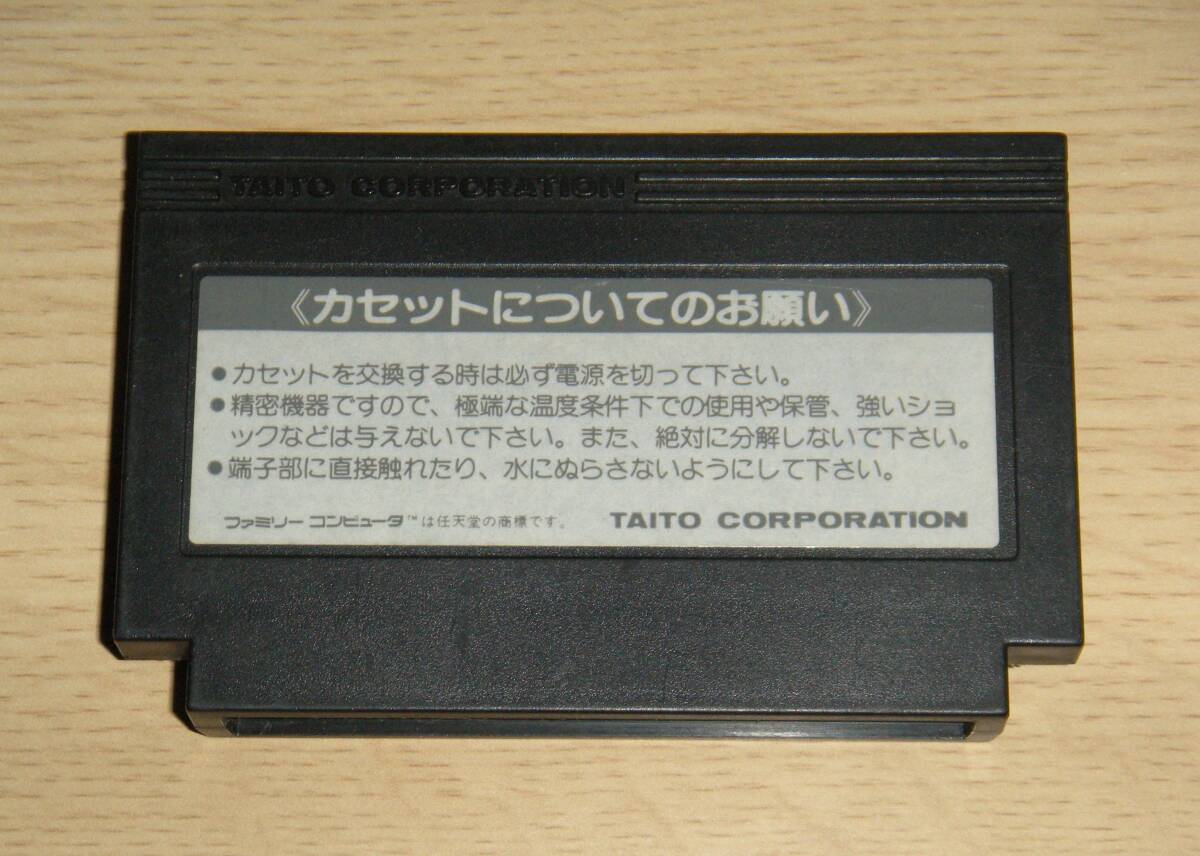 TAITO CORPORATION
《カセットについてのお願い》
●カセットを交換する時は必ず電源を切って下さい。
●精密機器ですので、極端な温度条件下での使用や保管、強いショ
ックなどは与えないで下さい。また、絶対に分解しないで下さい。
●端子部に直接触れたり、水にぬらさないようにして下さい。
ファミリー コンピュータ™は任天堂の商標です。 TAITO CORPORATION